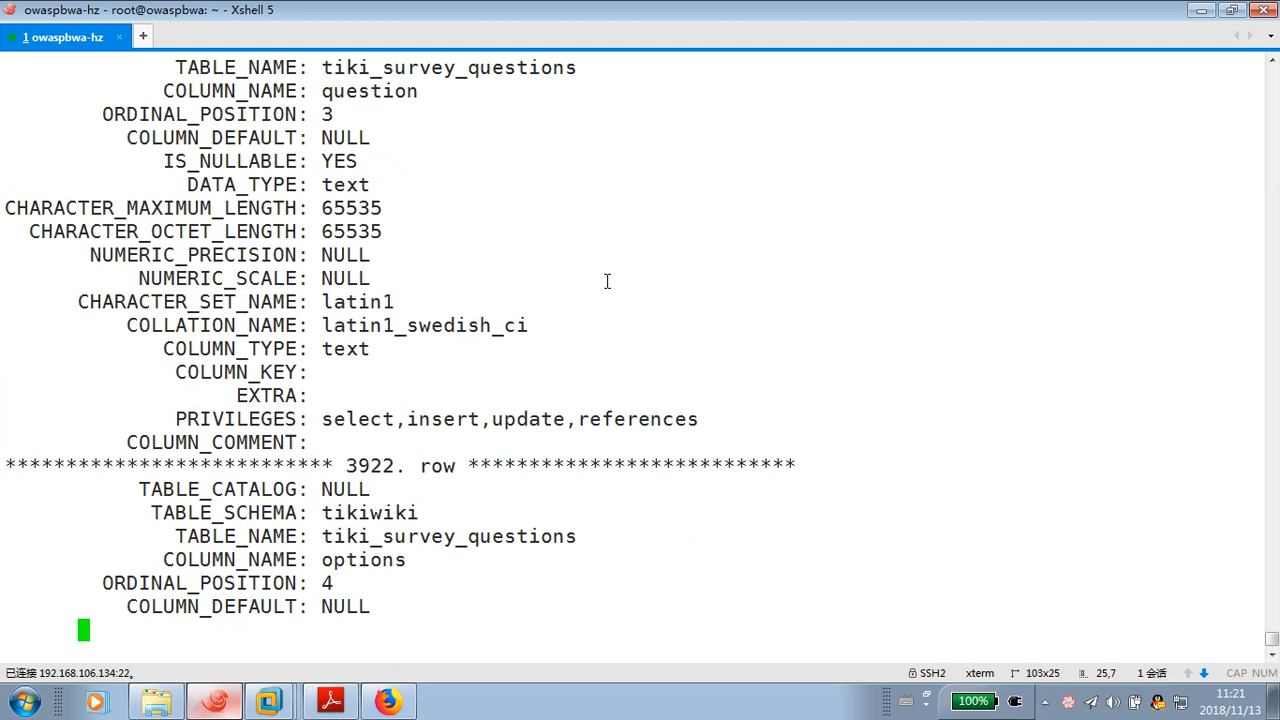 owaspbwa-hz - root@owaspbwa: ~ - Xshell 5
1 owaspbwa-hz × +
TABLE_NAME: tiki_survey_questions
COLUMN_NAME: question
ORDINAL_POSITION: 3
COLUMN_DEFAULT: NULL
IS_NULLABLE: YES
DATA_TYPE: text
CHARACTER_MAXIMUM_LENGTH: 65535
CHARACTER_OCTET_LENGTH: 65535
NUMERIC_PRECISION: NULL
NUMERIC_SCALE: NULL
CHARACTER_SET_NAME: latin1
COLLATION_NAME: latin1_swedish_ci
COLUMN_TYPE: text
COLUMN_KEY:
EXTRA:
PRIVILEGES: select,insert,update,references
COLUMN_COMMENT:
*************************** 3922. row ***************************
TABLE_CATALOG: NULL
TABLE_SCHEMA: tikiwiki
TABLE_NAME: tiki_survey_questions
COLUMN_NAME: options
ORDINAL_POSITION: 4
COLUMN_DEFAULT: NULL
已连接 192.168.106.134:22。 SSH2 xterm 103x25 25,7 1 会话 CAP NUM
100% 11:21
2018/11/13